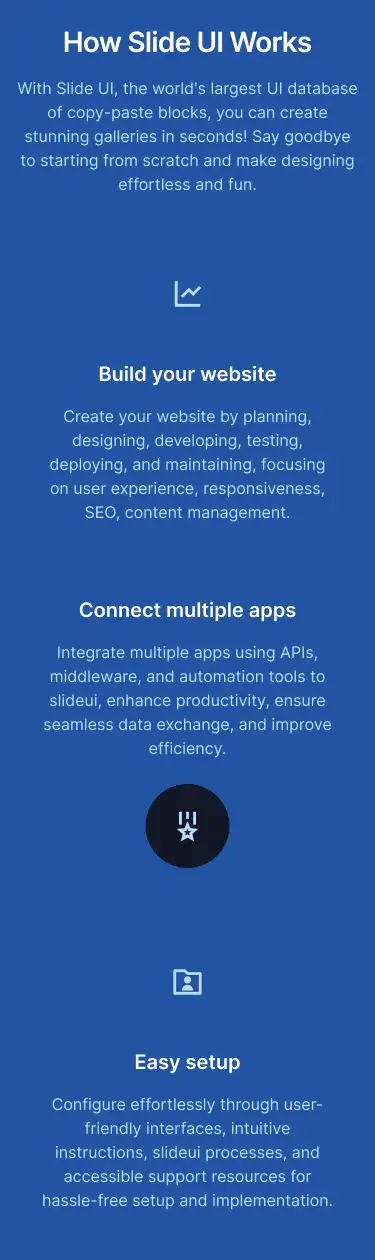 How Slide UI Works
With Slide UI, the world's largest UI database
of copy-paste blocks, you can create
stunning galleries in seconds! Say goodbye
to starting from scratch and make designing
effortless and fun.
Build your website
Create your website by planning,
designing, developing, testing,
deploying, and maintaining, focusing
on user experience, responsiveness,
SEO, content management.
Connect multiple apps
Integrate multiple apps using APIs,
middleware, and automation tools to
slideui, enhance productivity, ensure
seamless data exchange, and improve
efficiency.
Easy setup
Configure effortlessly through user-
friendly interfaces, intuitive
instructions, slideui processes, and
accessible support resources for
hassle-free setup and implementation.